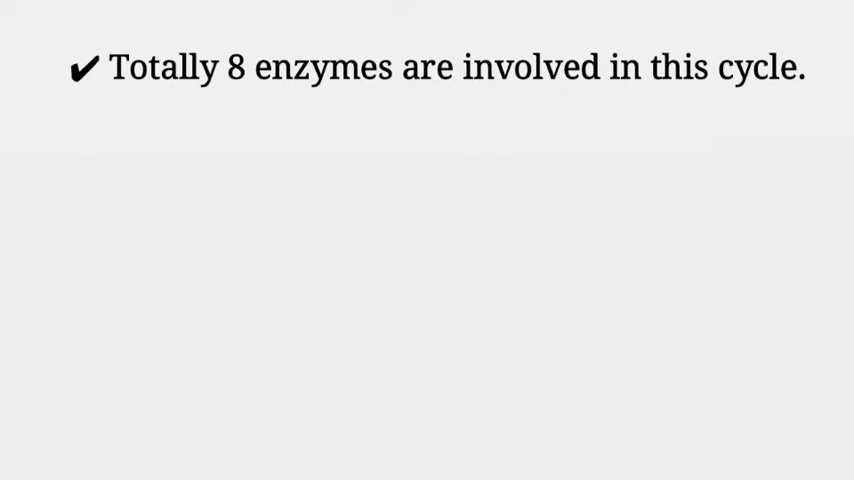 ✔ Totally 8 enzymes are involved in this cycle.